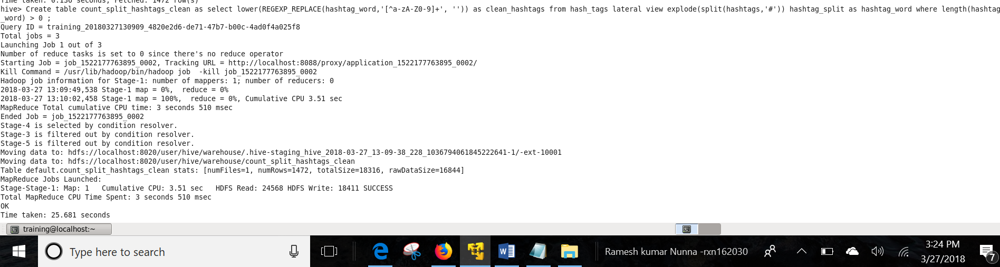 Time taken: 0.136 seconds, Fetched: 1472 row(s)
hive> Create table count_split_hashtags_clean as select lower(REGEXP_REPLACE(hashtag_word,'[^a-zA-Z0-9]+', '')) as clean_hashtags from hash_tags lateral view explode(split(hashtags,'#')) hashtag_split as hashtag_word where length(hashtag
_word) > 0 ;
Query ID = training_20180327130909_4820e2d6-de71-47b7-b00c-4ad0f4a025f8
Total jobs = 3
Launching Job 1 out of 3
Number of reduce tasks is set to 0 since there's no reduce operator
Starting Job = job_1522177763895_0002, Tracking URL = http://localhost:8088/proxy/application_1522177763895_0002/
Kill Command = /usr/lib/hadoop/bin/hadoop job  -kill job_1522177763895_0002
Hadoop job information for Stage-1: number of mappers: 1; number of reducers: 0
2018-03-27 13:09:49,538 Stage-1 map = 0%,  reduce = 0%
2018-03-27 13:10:02,458 Stage-1 map = 100%,  reduce = 0%, Cumulative CPU 3.51 sec
MapReduce Total cumulative CPU time: 3 seconds 510 msec
Ended Job = job_1522177763895_0002
Stage-4 is selected by condition resolver.
Stage-3 is filtered out by condition resolver.
Stage-5 is filtered out by condition resolver.
Moving data to: hdfs://localhost:8020/user/hive/warehouse/.hive-staging_hive_2018-03-27_13-09-38_228_1036794061845222641-1/-ext-10001
Moving data to: hdfs://localhost:8020/user/hive/warehouse/count_split_hashtags_clean
Table default.count_split_hashtags_clean stats: [numFiles=1, numRows=1472, totalSize=18316, rawDataSize=16844]
MapReduce Jobs Launched:
Stage-Stage-1: Map: 1   Cumulative CPU: 3.51 sec   HDFS Read: 24568 HDFS Write: 18411 SUCCESS
Total MapReduce CPU Time Spent: 3 seconds 510 msec
OK
Time taken: 25.681 seconds
training@localhost:~
Type here to search
Ramesh kumar Nunna -rxn162030
3:24 PM
3/27/2018
7